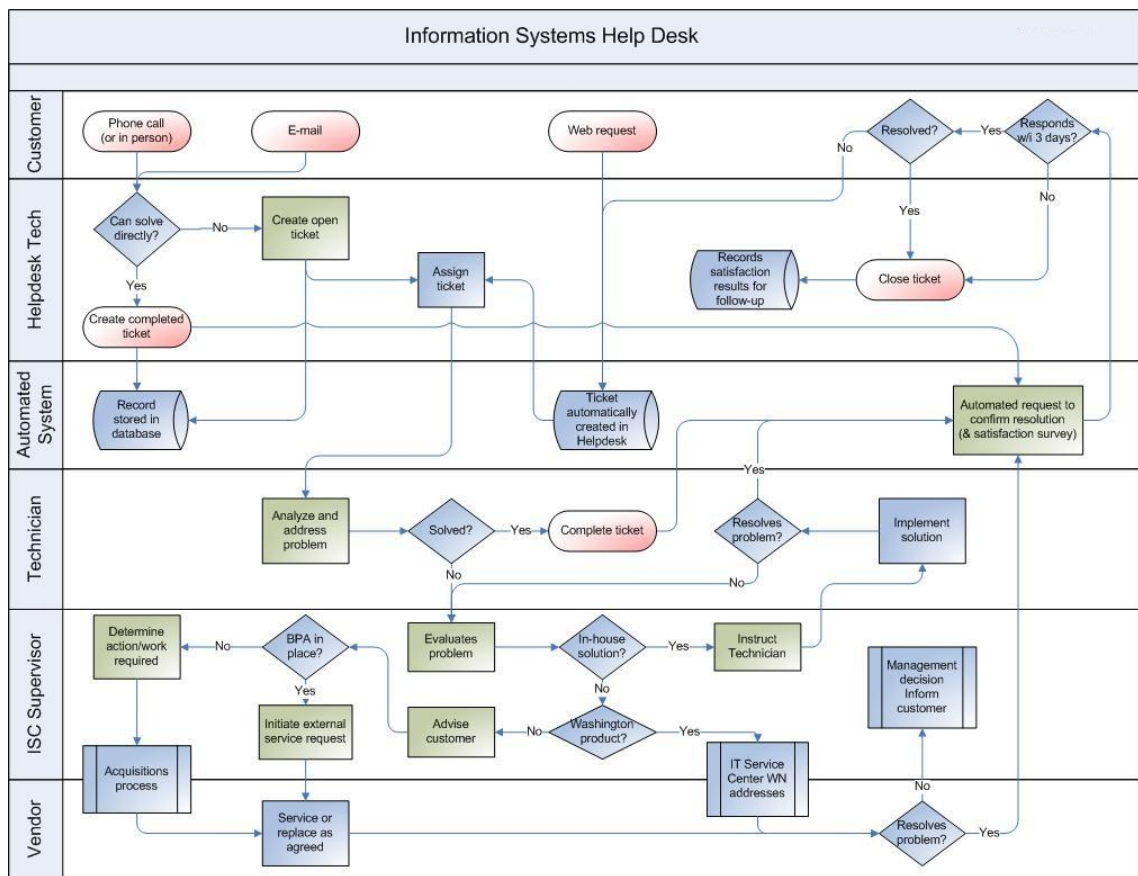 Information Systems Help Desk
Customer
Phone call
(or in person)
E-mail
Web request
Resolved?
Yes
Responds
w/i 3 days?
No
No
Yes
Helpdesk Tech
Can solve
directly?
No
Create open
ticket
Assign
ticket
Records
satisfaction
results for
follow-up
Close ticket
Yes
Create completed
ticket
Automated
System
Record
stored in
database
Ticket
automatically
created in
Helpdesk
Automated request to
confirm resolution
(& satisfaction survey)
Yes
Technician
Analyze and
address
problem
Solved?
Yes
Complete ticket
Resolves
problem?
Implement
solution
No
No
ISC Supervisor
Determine
action/work
required
No
BPA in
place?
Evaluates
problem
In-house
solution?
Yes
Instruct
Technician
Management
decision
Inform
customer
Yes
No
Initiate external
service request
Advise
customer
No
Washington
product?
Yes
Acquisitions
process
IT Service
Center WN
addresses
No
Vendor
Service or
replace as
agreed
Resolves
problem?
Yes